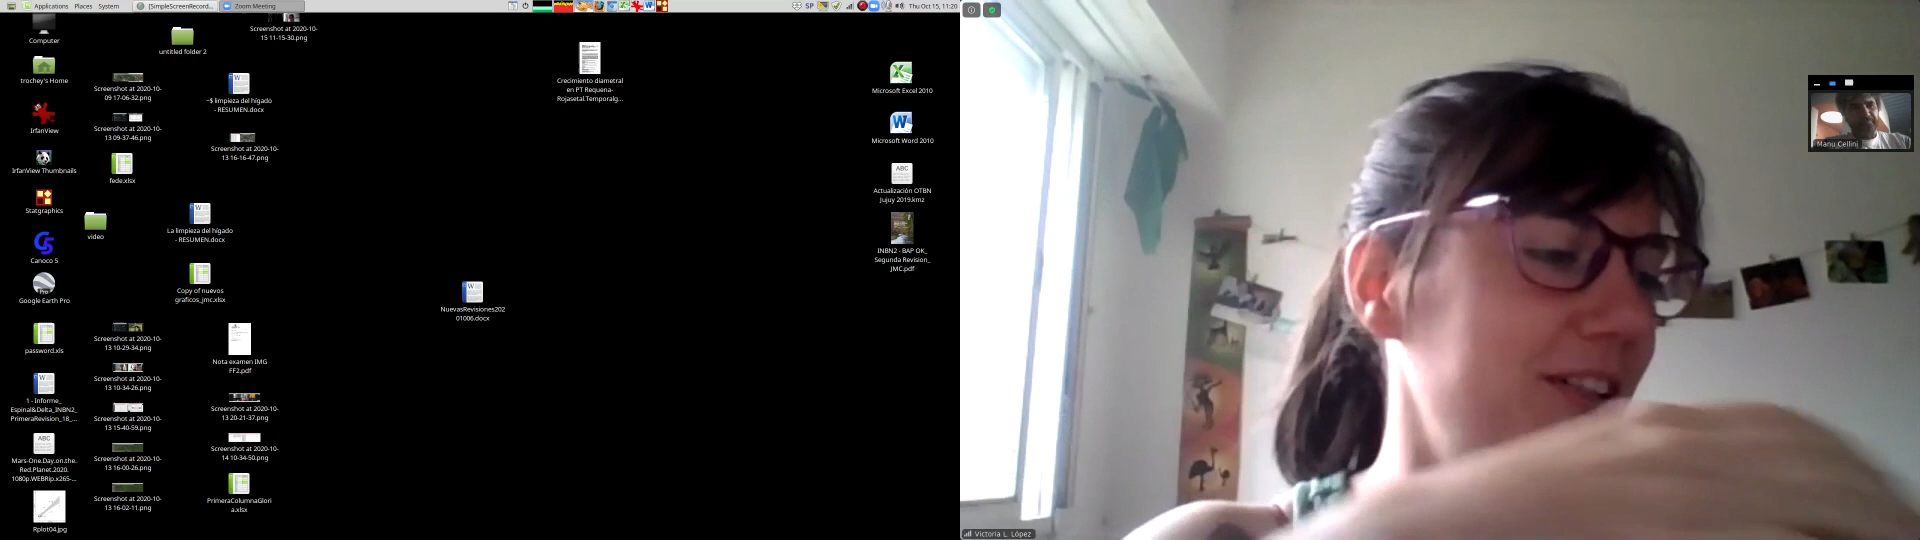 Applications Places System
[SimpleScreenRecord...
Zoom Meeting
SP
Thu Oct 15, 11:20
Computer
trochey's Home
IrfanView
IrfanView Thumbnails
Statgraphics
Canoco 5
Google Earth Pro
password.xls
1 - Informe_
Espinal&Delta_INBN2_
PrimeraRevision_18_...
ABC
Mars-One.Day.on.the.
Red.Planet.2020.
1080p.WEBRip.x265-...
Rplot04.jpg
Screenshot at 2020-10-
09 17-06-32.png
Screenshot at 2020-10-
13 09-37-46.png
fede.xlsx
video
Screenshot at 2020-10-
13 10-29-34.png
Screenshot at 2020-10-
13 10-34-26.png
Screenshot at 2020-10-
13 15-40-59.png
Screenshot at 2020-10-
13 16-00-26.png
Screenshot at 2020-10-
13 16-02-11.png
untitled folder 2
Screenshot at 2020-10-
15 11-15-30.png
~$ limpieza del hígado
- RESUMEN.docx
Screenshot at 2020-10-
13 16-16-47.png
La limpieza del hígado
- RESUMEN.docx
Copy of nuevos
graficos_jmc.xlsx
Nota examen IMG
FF2.pdf
Screenshot at 2020-10-
13 20-21-37.png
Screenshot at 2020-10-
14 10-34-50.png
PrimeraColumnaGlori
a.xlsx
NuevasRevisiones202
01006.docx
Crecimiento diametral
en PT Requena-
Rojasetal.Temporalg...
Microsoft Excel 2010
Microsoft Word 2010
ABC
Actualización OTBN
Jujuy 2019.kmz
INBN2 - BAP OK_
Segunda Revision_
JMC.pdf
Manu Cellini
Victoria L. López